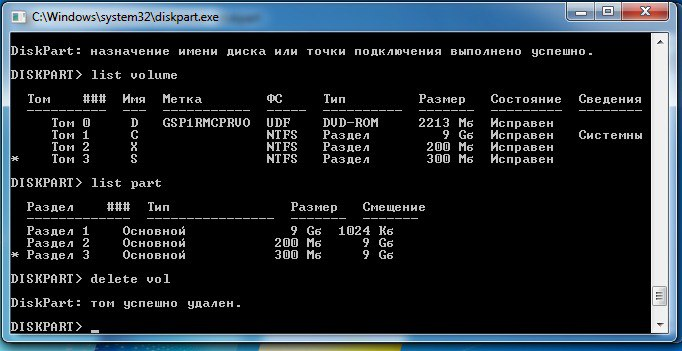 C:\Windows\system32\diskpart.exe
DiskPart: назначение имени диска или точки подключения выполнено успешно.
DISKPART> list volume
Том ### Имя Метка ФС Тип Размер Состояние Сведения
---------- --- ----------- ----- ---------- ------- --------- --------
Том 0 D GSP1RMCPRVO UDF DVD-ROM 2213 Мб Исправен
Том 1 C NTFS Раздел 9 Gб Исправен Системны
Том 2 X NTFS Раздел 200 Мб Исправен
* Том 3 S NTFS Раздел 300 Мб Исправен
DISKPART> list part
Раздел ### Тип Размер Смещение
------------- ---------------- ------- --------
Раздел 1 Основной 9 Gб 1024 Кб
Раздел 2 Основной 200 Мб 9 Gб
* Раздел 3 Основной 300 Мб 9 Gб
DISKPART> delete vol
DiskPart: том успешно удален.
DISKPART> _